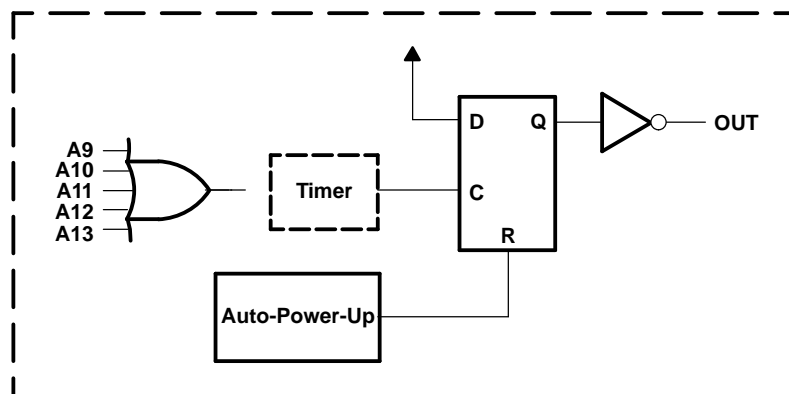 A9
A10
A11
A12
A13
Timer
D
Q
C
R
OUT
Auto-Power-Up